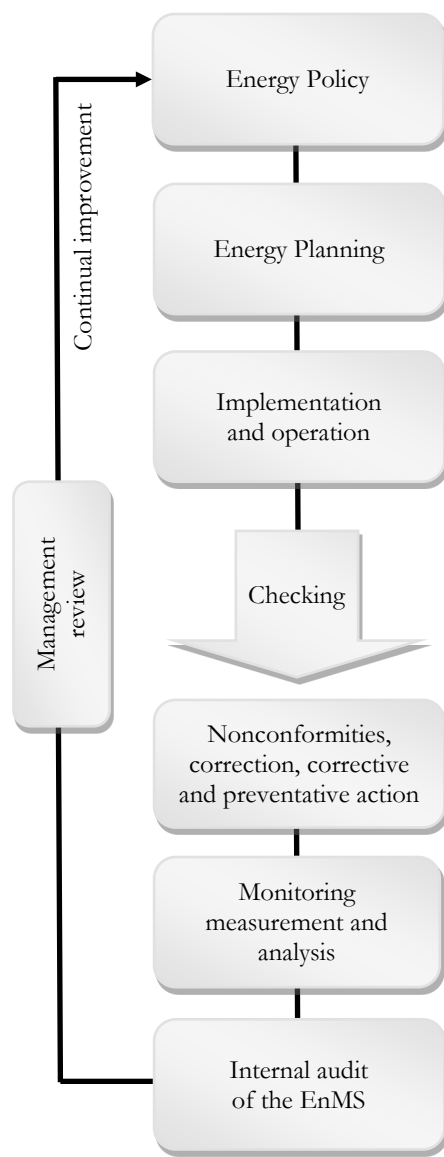 Energy Policy
Continual improvement
Energy Planning
Implementation
and operation
Management
review
Checking
Nonconformities,
correction, corrective
and preventative action
Monitoring
measurement and
analysis
Internal audit
of the EnMS